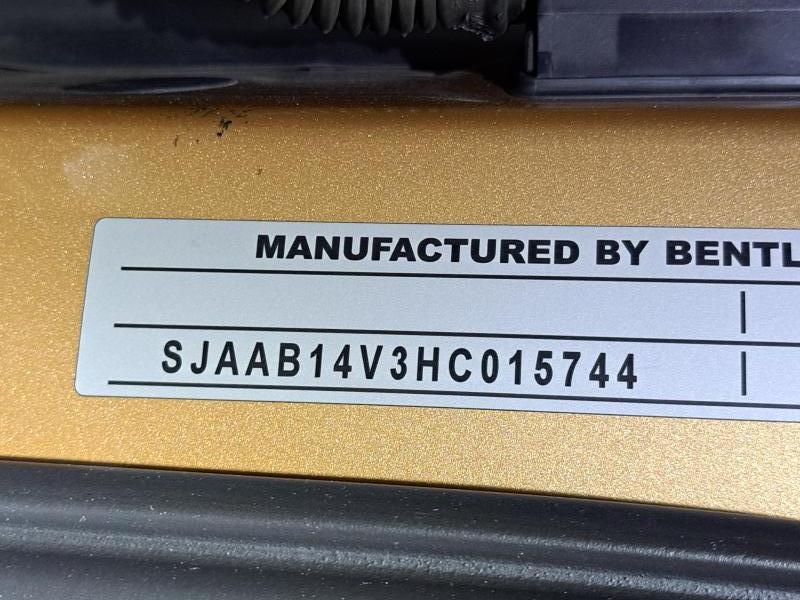 MANUFACTURED BY BENTL
SJAAB14V3HC015744